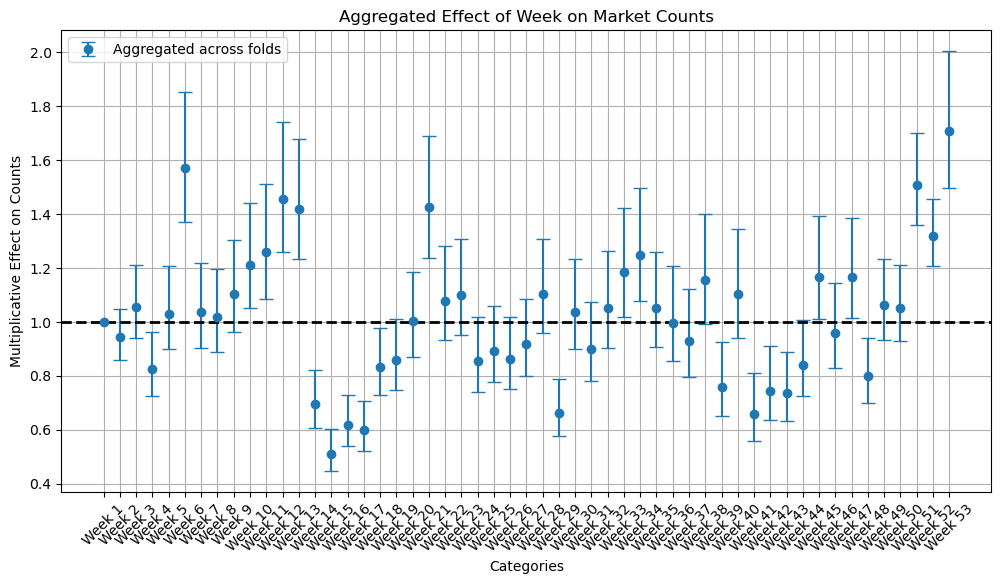 Aggregated Effect of Week on Market Counts
Aggregated across folds
Multiplicative Effect on Counts
2.0
1.8
1.6
1.4
1.2
1.0
0.8
0.6
0.4
Week 1
Week 2
Week 3
Week 4
Week 5
Week 6
Week 7
Week 8
Week 9
Week 10
Week 11
Week 12
Week 13
Week 14
Week 15
Week 16
Week 17
Week 18
Week 19
Week 20
Week 21
Week 22
Week 23
Week 24
Week 25
Week 26
Week 27
Week 28
Week 29
Week 30
Week 31
Week 32
Week 33
Week 34
Week 35
Week 36
Week 37
Week 38
Week 39
Week 40
Week 41
Week 42
Week 43
Week 44
Week 45
Week 46
Week 47
Week 48
Week 49
Week 50
Week 51
Week 52
Week 53
Categories